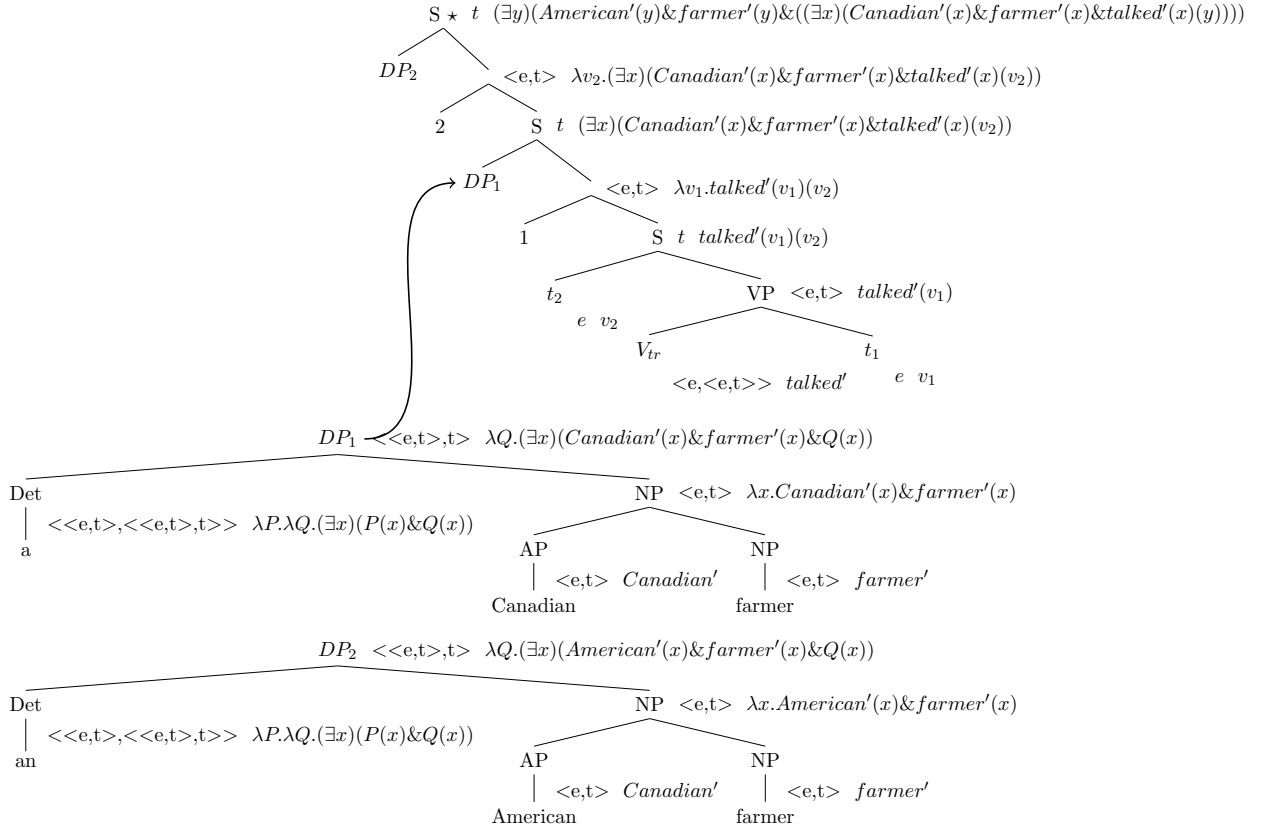 S ⋆ t (∃y)(American′(y)&farmer′(y)&((∃x)(Canadian′(x)&farmer′(x)&talked′(x)(y))))
DP₂ <e,t> λv₂.(∃x)(Canadian′(x)&farmer′(x)&talked′(x)(v₂))
2 S t (∃x)(Canadian′(x)&farmer′(x)&talked′(x)(v₂))
DP₁ <e,t> λv₁.talked′(v₁)(v₂)
1 S t talked′(v₁)(v₂)
t₂ VP <e,t> talked′(v₁)
e v₂
Vₜᵣ t₁
<e,<e,t>> talked′ e v₁
DP₁ <<e,t>,t> λQ.(∃x)(Canadian′(x)&farmer′(x)&Q(x))
Det NP <e,t> λx.Canadian′(x)&farmer′(x)
<<e,t>,<<e,t>,t>> λP.λQ.(∃x)(P(x)&Q(x))
a AP NP
<e,t> Canadian′ <e,t> farmer′
Canadian farmer
DP₂ <<e,t>,t> λQ.(∃x)(American′(x)&farmer′(x)&Q(x))
Det NP <e,t> λx.American′(x)&farmer′(x)
<<e,t>,<<e,t>,t>> λP.λQ.(∃x)(P(x)&Q(x))
an AP NP
<e,t> Canadian′ <e,t> farmer′
American farmer